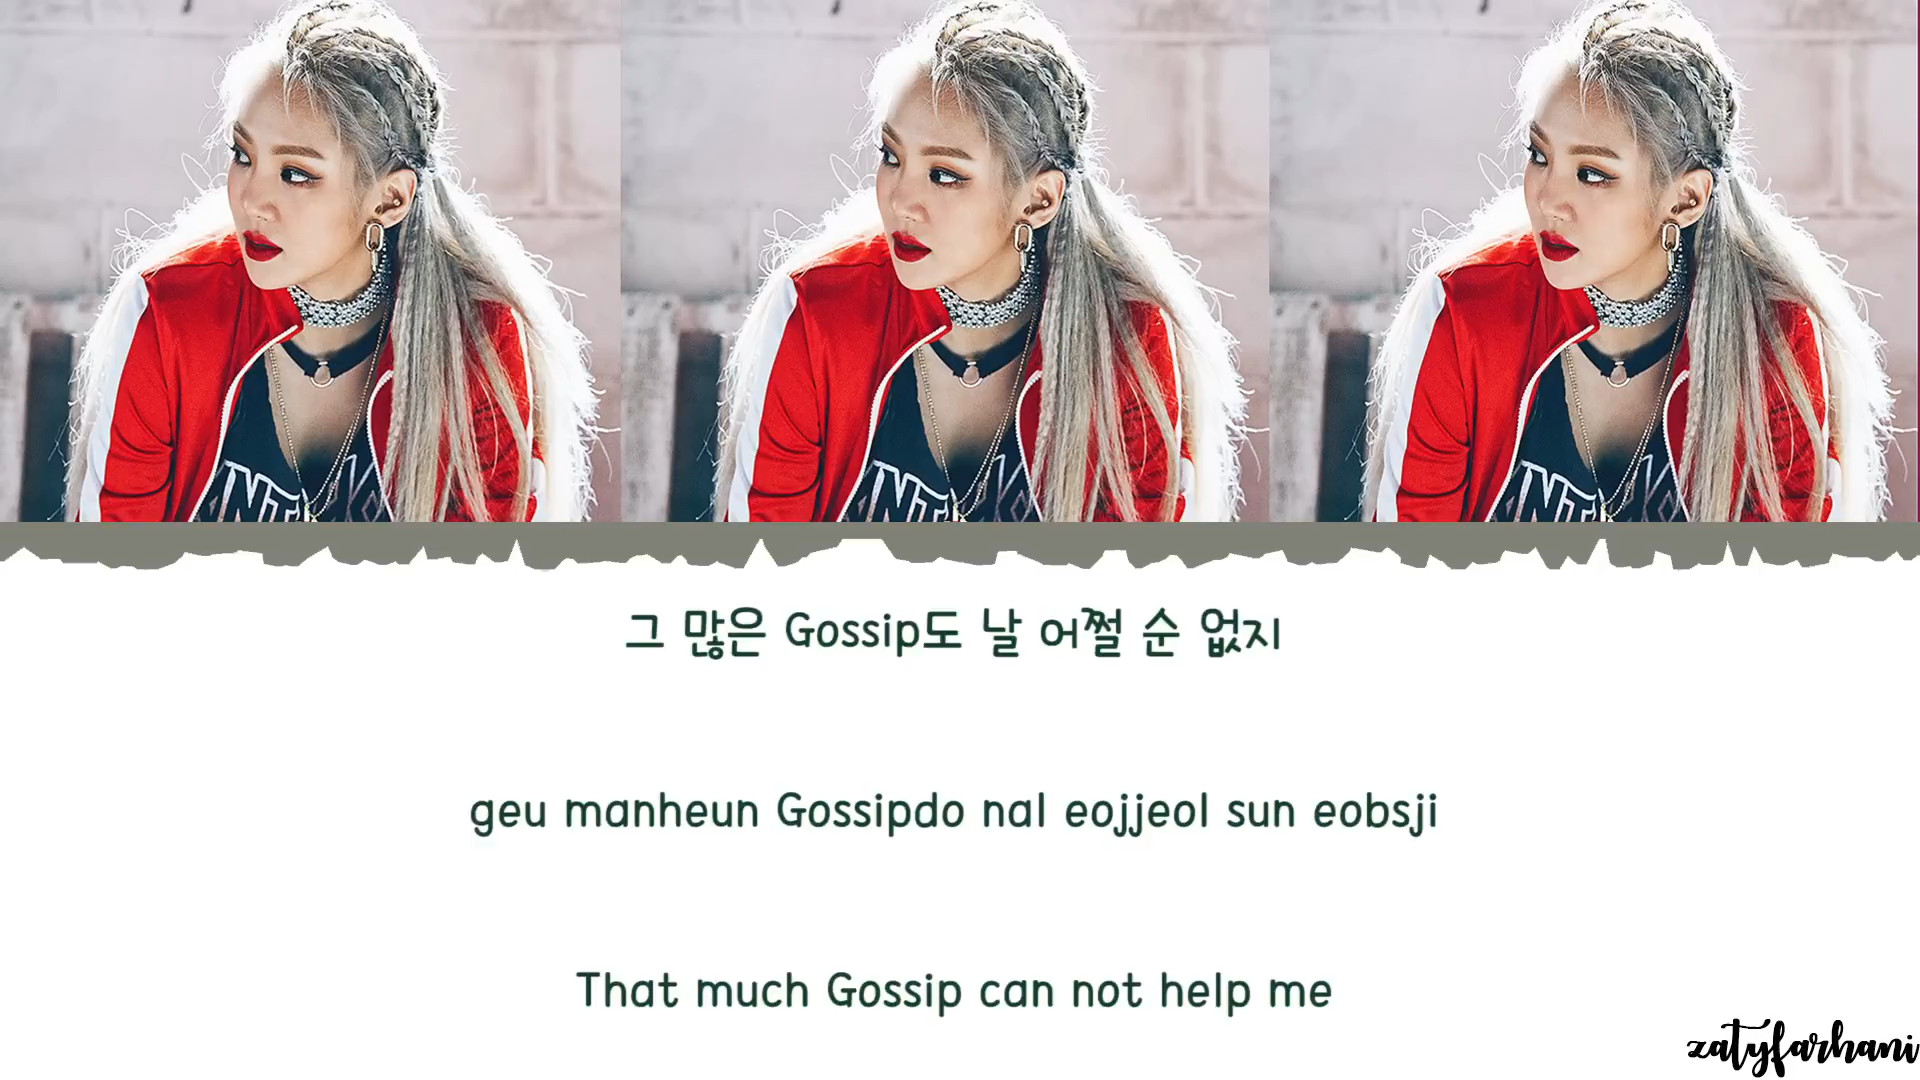 그 많은 Gossip도 날 어쩔 순 없지
geu manheun Gossipdo nal eojjeol sun eobsji
That much Gossip can not help me
zatyfarhani